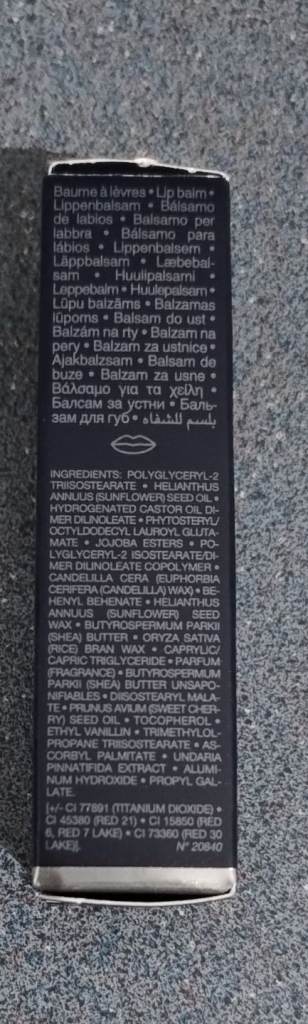 Baume à lèvres • Lip balm •
Lippenbalsam • Bálsamo
de labios • Balsamo per
labbra • Bálsamo para
lábios • Lippenbalsem •
Läppbalsam • Læbebal-
sam • Huulipalsami •
Leppebalm • Huulepalsam •
Lūpu balzāms • Balzamas
lūpoms • Balsam do ust •
Balzám na rty • Balzam na
pery • Balzam za ustnice •
Ajakbalzsam • Balsam de
buze • Balzam za usne •
Βάλσαμο για τα χείλη •
Балсам за устни • Баль-
зам для губ • بلسم للشفاه
INGREDIENTS: POLYGLYCERYL-2
TRIISOSTEARATE • HELIANTHUS
ANNUUS (SUNFLOWER) SEED OIL •
HYDROGENATED CASTOR OIL DI-
MER DILINOLEATE • PHYTOSTERYL/
OCTYLDODECYL LAUROYL GLUTA-
MATE • JOJOBA ESTERS • PO-
LYGLYCERYL-2 ISOSTEARATE/DI-
MER DILINOLEATE COPOLYMER •
CANDELILLA CERA (EUPHORBIA
CERIFERA (CANDELILLA) WAX) • BE-
HENYL BEHENATE • HELIANTHUS
ANNUUS (SUNFLOWER) SEED
WAX • BUTYROSPERMUM PARKII
(SHEA) BUTTER • ORYZA SATIVA
(RICE) BRAN WAX • CAPRYLIC/
CAPRIC TRIGLYCERIDE • PARFUM
(FRAGRANCE) • BUTYROSPERMUM
PARKII (SHEA) BUTTER UNSAPO-
NIFIABLES • DIISOSTEARYL MALA-
TE • PRUNUS AVIUM (SWEET CHER-
RY) SEED OIL • TOCOPHEROL •
ETHYL VANILLIN • TRIMETHYLOL-
PROPANE TRIISOSTEARATE • AS-
CORBYL PALMITATE • UNDARIA
PINNATIFIDA EXTRACT • ALUMI-
NUM HYDROXIDE • PROPYL GAL-
LATE.
[+/- CI 77891 (TITANIUM DIOXIDE) •
CI 45380 (RED 21) • CI 15850 (RED
6, RED 7 LAKE) • CI 73360 (RED 30
LAKE)]. N° 20840